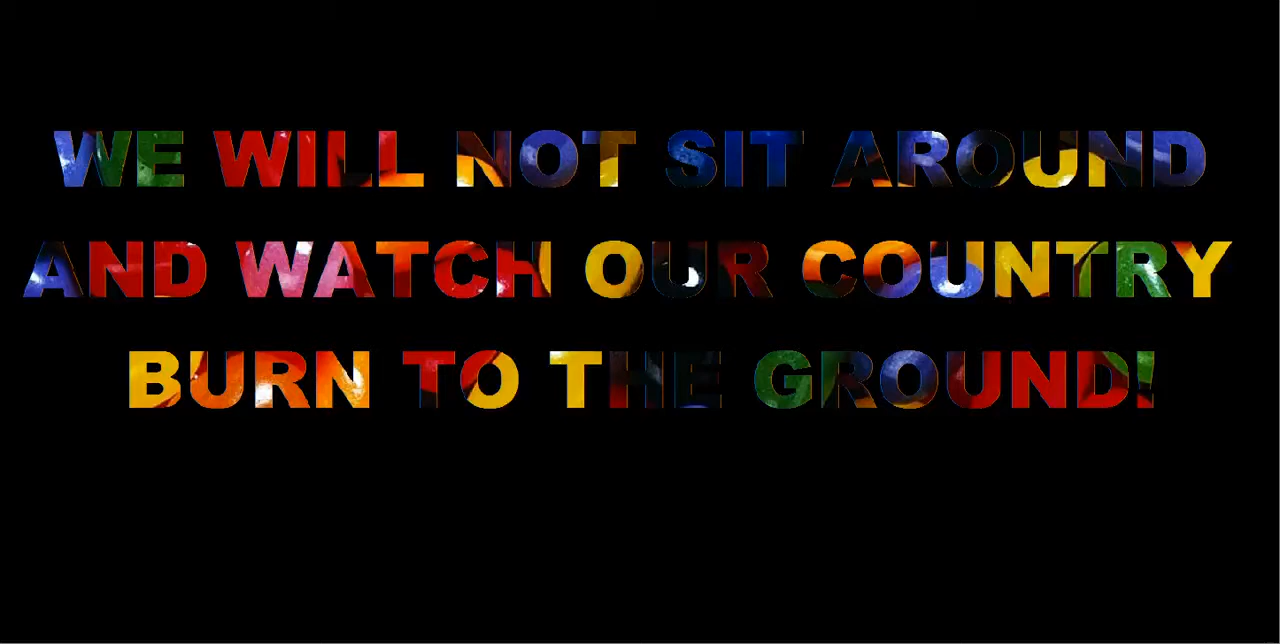 WE WILL NOT SIT AROUND
AND WATCH OUR COUNTRY
BURN TO THE GROUND!